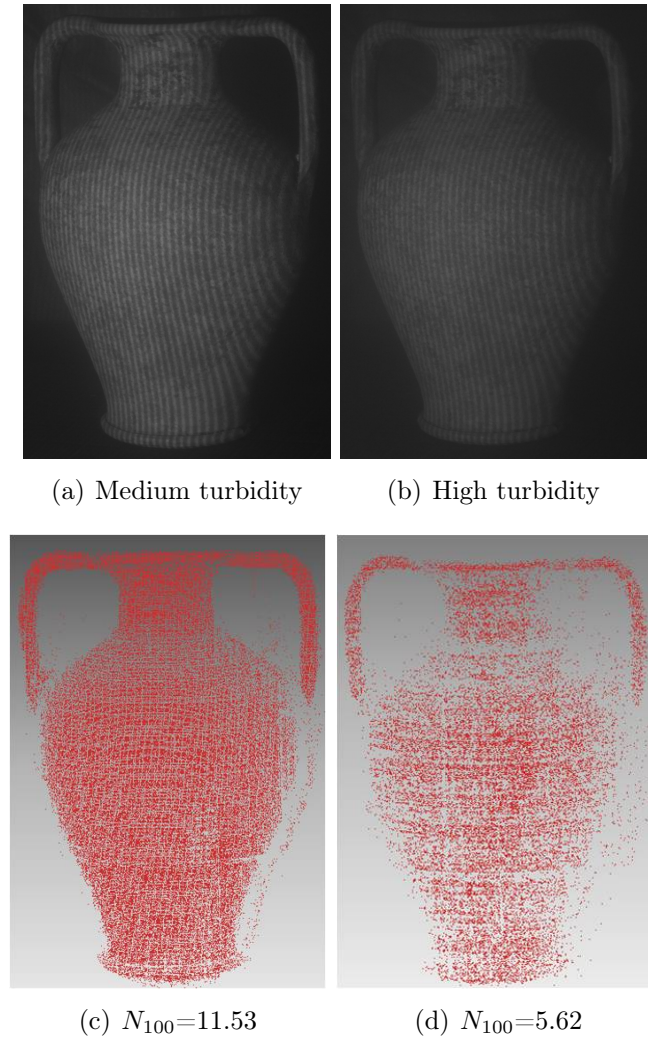 (a) Medium turbidity
(b) High turbidity
(c) N₁₀₀=11.53
(d) N₁₀₀=5.62